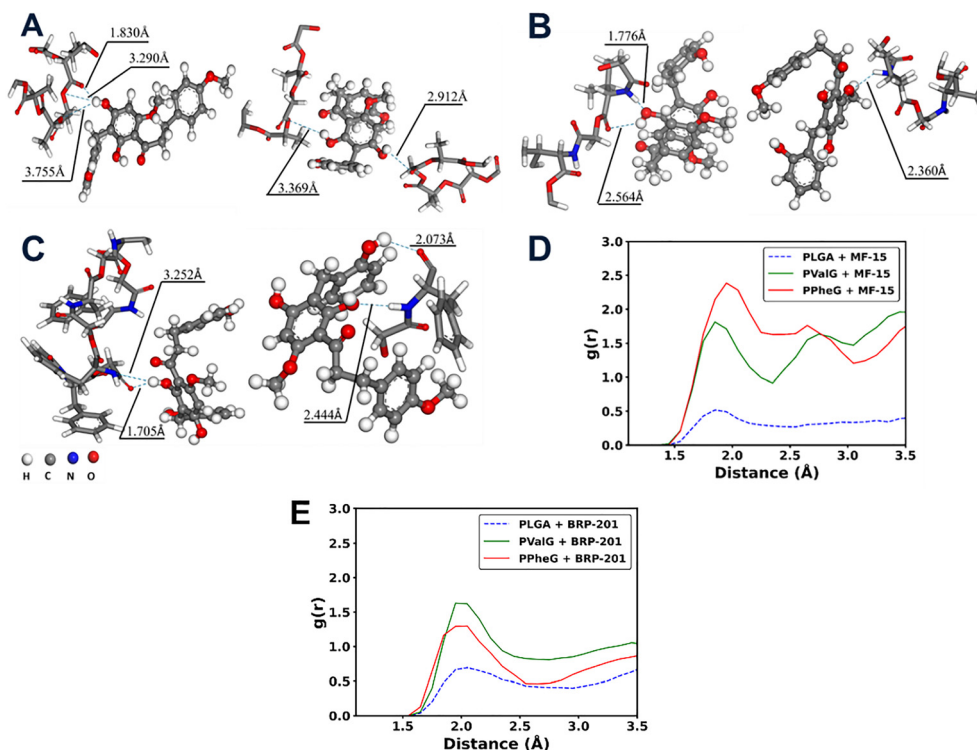 A
1.830Å
3.290Å
3.755Å
2.912Å
3.369Å
B
1.776Å
2.564Å
2.360Å
C
3.252Å
1.705Å
2.073Å
2.444Å
H C N O
D
PLGA + MF-15
PValG + MF-15
PPheG + MF-15
g(r)
3.0
2.5
2.0
1.5
1.0
0.5
0.0
1.5 2.0 2.5 3.0 3.5
Distance (Å)
E
PLGA + BRP-201
PValG + BRP-201
PPheG + BRP-201
g(r)
3.0
2.5
2.0
1.5
1.0
0.5
0.0
1.5 2.0 2.5 3.0 3.5
Distance (Å)